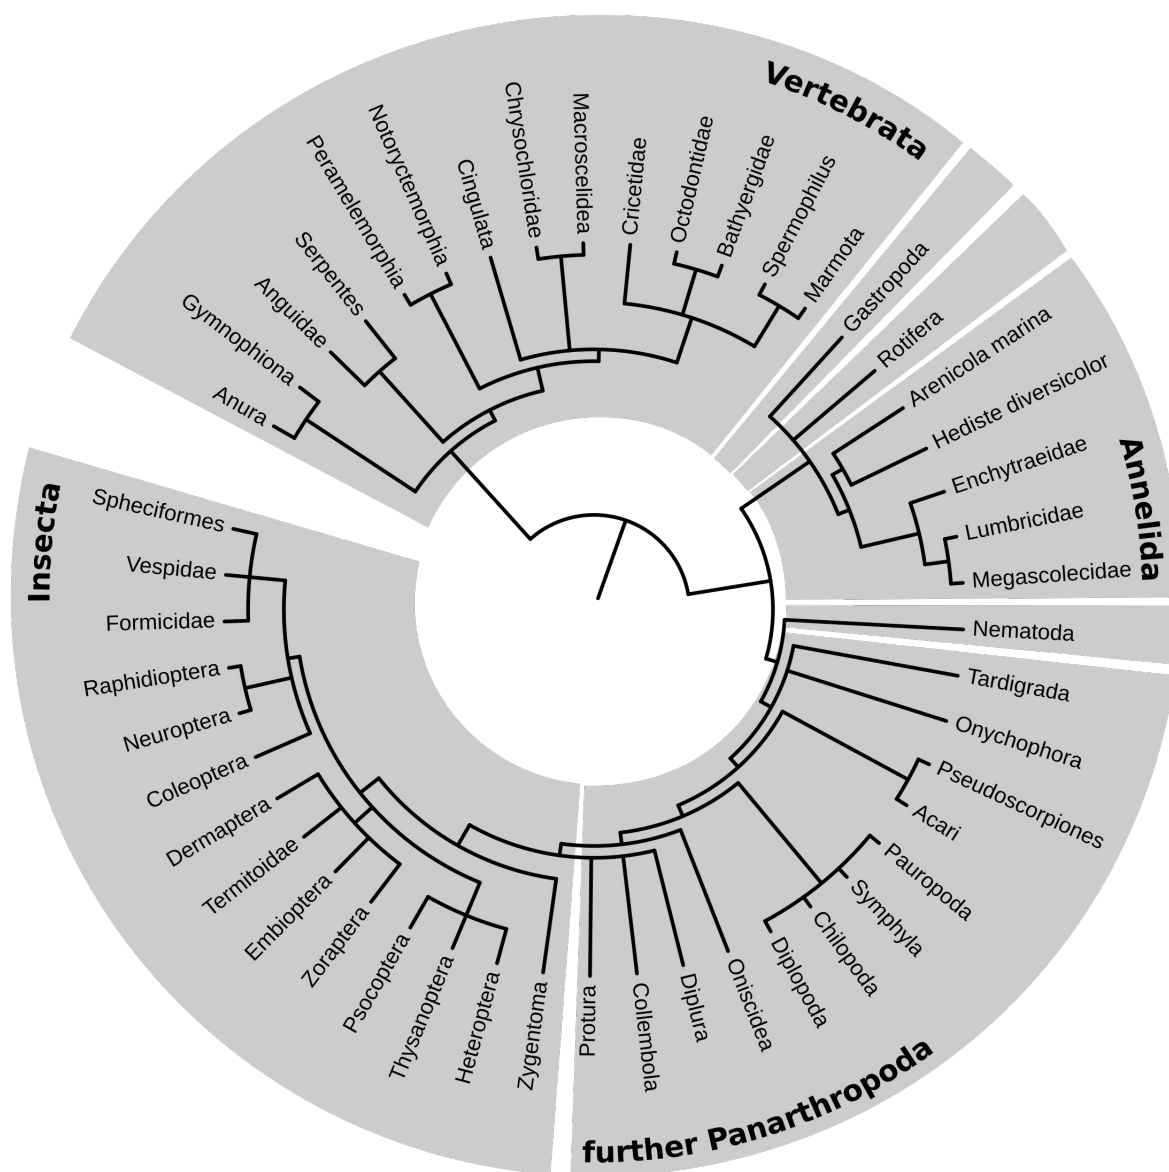 Vertebrata
Anura
Gymnophiona
Anguidae
Serpentes
Peramelemorphia
Notoryctemorphia
Cingulata
Chrysochloridae
Macroscelidea
Cricetidae
Octodontidae
Bathyergidae
Spermophilus
Marmota
Gastropoda
Rotifera
Annelida
Arenicola marina
Hediste diversicolor
Enchytraeidae
Lumbricidae
Megascolecidae
Nematoda
Tardigrada
Onychophora
Pseudoscorpiones
Acari
Pauropoda
Symphyla
Chilopoda
Diplopoda
Oniscidea
Diplura
Collembola
Protura
further Panarthropoda
Zygentoma
Heteroptera
Thysanoptera
Psocoptera
Zoraptera
Embioptera
Termitoidae
Dermaptera
Coleoptera
Neuroptera
Raphidioptera
Formicidae
Vespidae
Spheciformes
Insecta